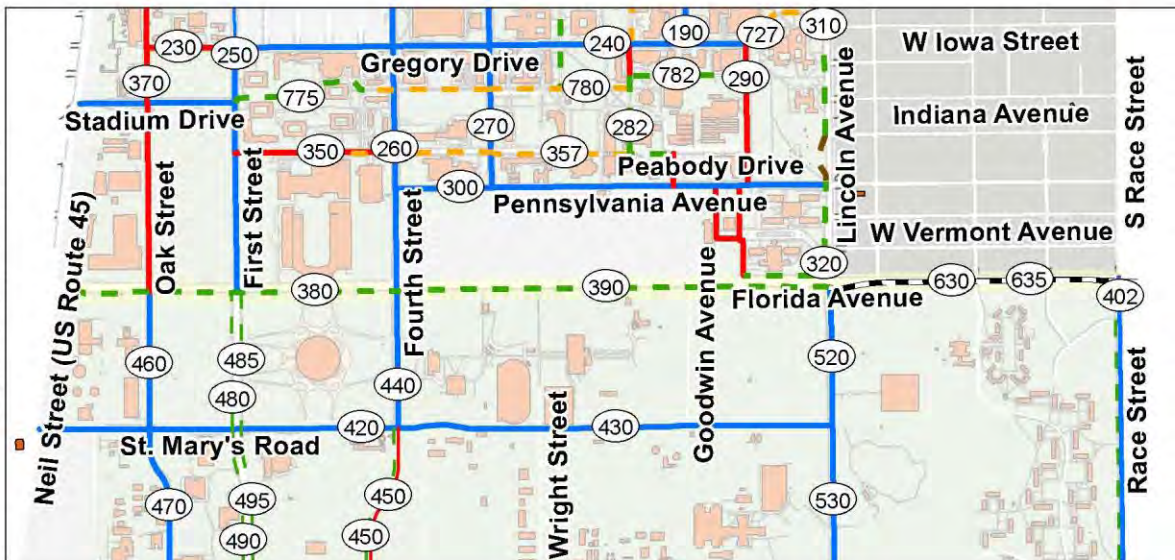 310
190
727
240
230
250
W Iowa Street
Gregory Drive
370
782
290
780
775
Stadium Drive
Indiana Avenue
270
282
350
260
357
Peabody Drive
300
Pennsylvania Avenue
Lincoln Avenue
S Race Street
W Vermont Avenue
Oak Street
First Street
Fourth Street
320
380
390
Florida Avenue
630
635
402
Neil Street (US Route 45)
Goodwin Avenue
460
485
520
440
480
420
430
St. Mary's Road
Wright Street
Race Street
470
495
450
530
490
450